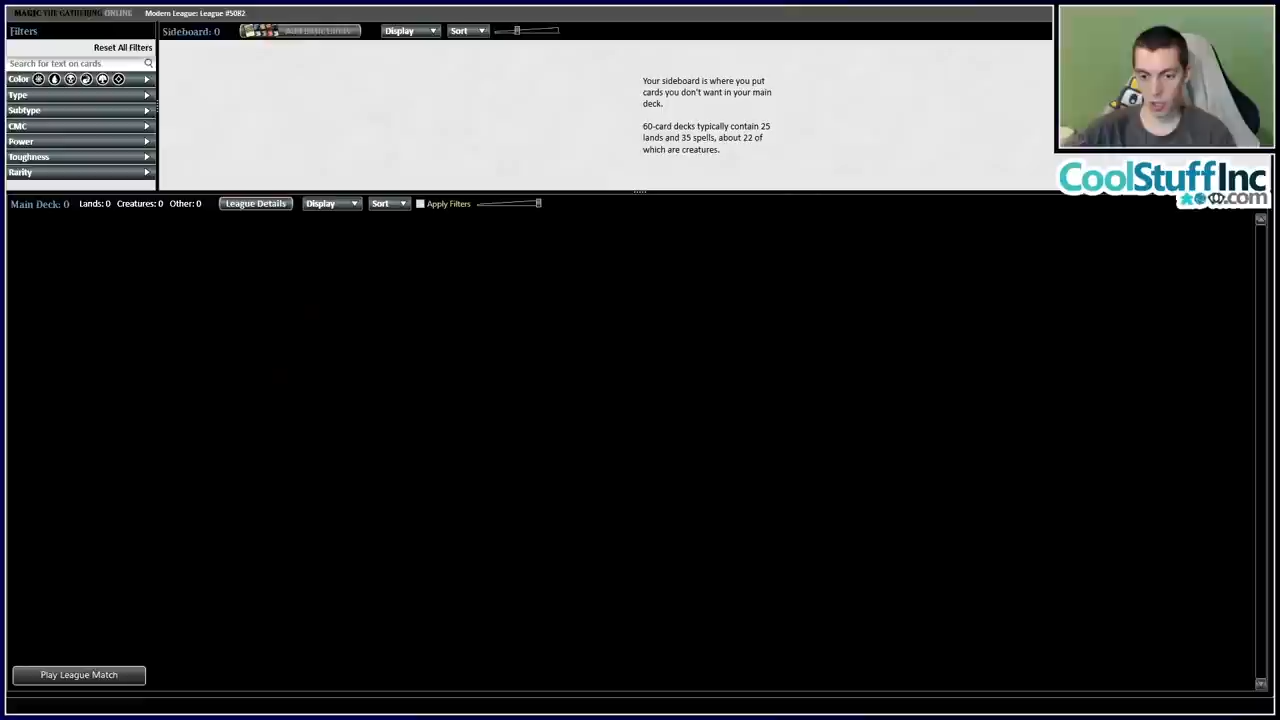 MAGIC THE GATHERING ONLINE Modern League: League #5082
Filters
Sideboard: 0
Display
Sort
Reset All Filters
Search for text on cards
Color
Type
Subtype
CMC
Power
Toughness
Rarity
Your sideboard is where you put
cards you don't want in your main
deck.
60-card decks typically contain 25
lands and 35 spells, about 22 of
which are creatures.
CoolStuffInc
.com
Main Deck: 0 Lands: 0 Creatures: 0 Other: 0
League Details
Display
Sort
Apply Filters
Play League Match